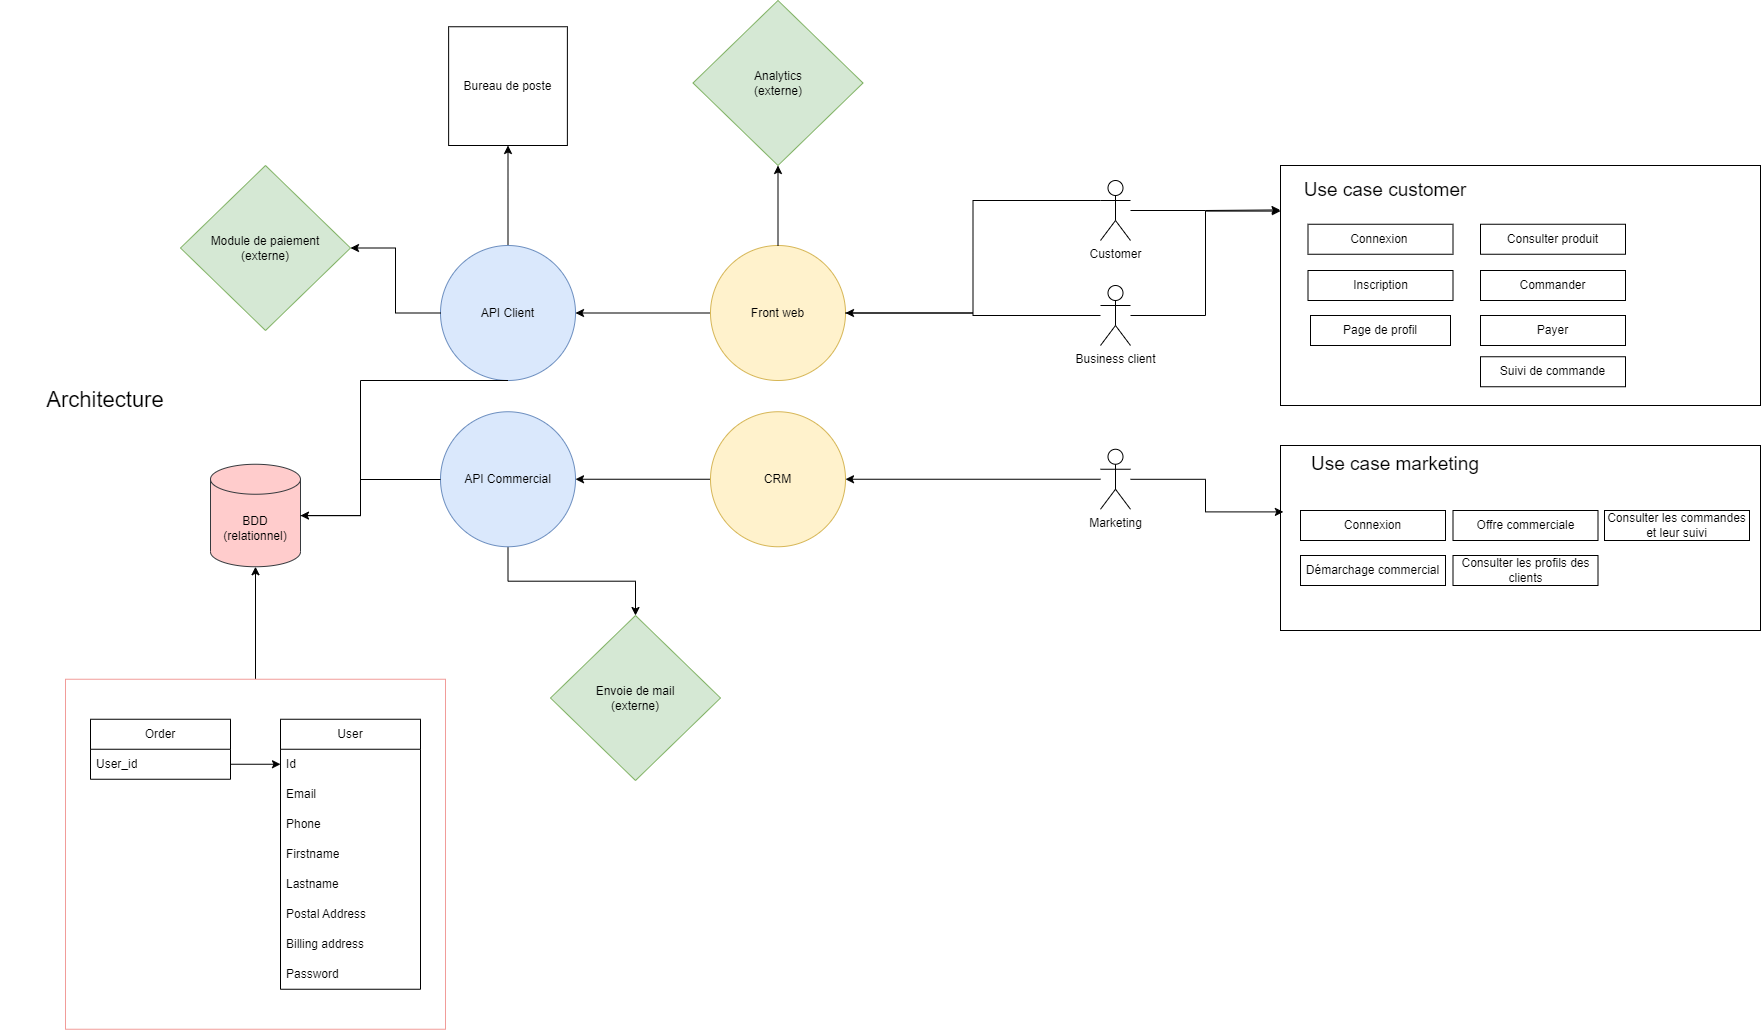 Bureau de poste
Analytics
(externe)
Module de paiement
(externe)
API Client
Front web
Customer
Business client
Use case customer
Connexion
Consulter produit
Inscription
Commander
Page de profil
Payer
Suivi de commande
Architecture
API Commercial
CRM
Marketing
Use case marketing
Connexion
Offre commerciale
Consulter les commandes
et leur suivi
Démarchage commercial
Consulter les profils des
clients
BDD
(relationnel)
Envoie de mail
(externe)
Order
User_id
User
Id
Email
Phone
Firstname
Lastname
Postal Address
Billing address
Password